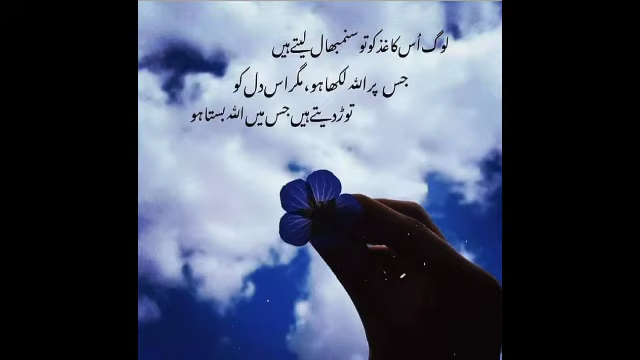 لوگ اُس کاغذ کو تو سنمبھال لیتے ہیں
جس پر اللہ لکھا ہو، مگر اس دل کو
توڑ دیتے ہیں جس میں اللہ بستا ہو